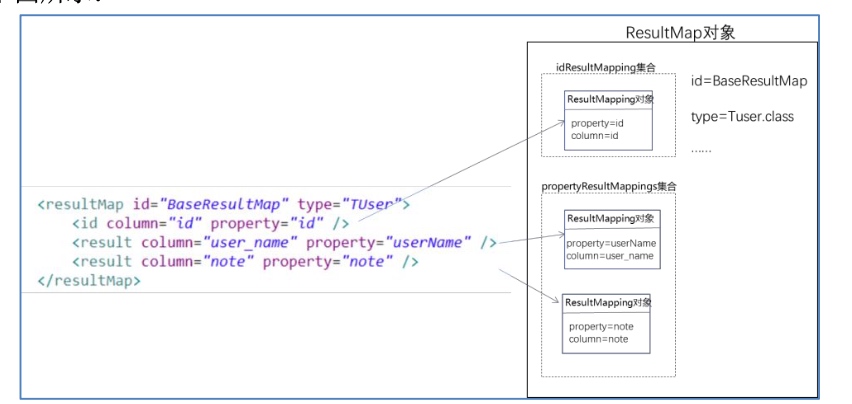 ResultMap对象
idResultMapping集合
ResultMapping对象
property=id
column=id
id=BaseResultMap
type=Tuser.class
......
<resultMap id="BaseResultMap" type="TUser">
<id column="id" property="id" />
<result column="user_name" property="userName" />
<result column="note" property="note" />
</resultMap>
propertyResultMappings集合
ResultMapping对象
property=userName
column=user_name
ResultMapping对象
property=note
column=note